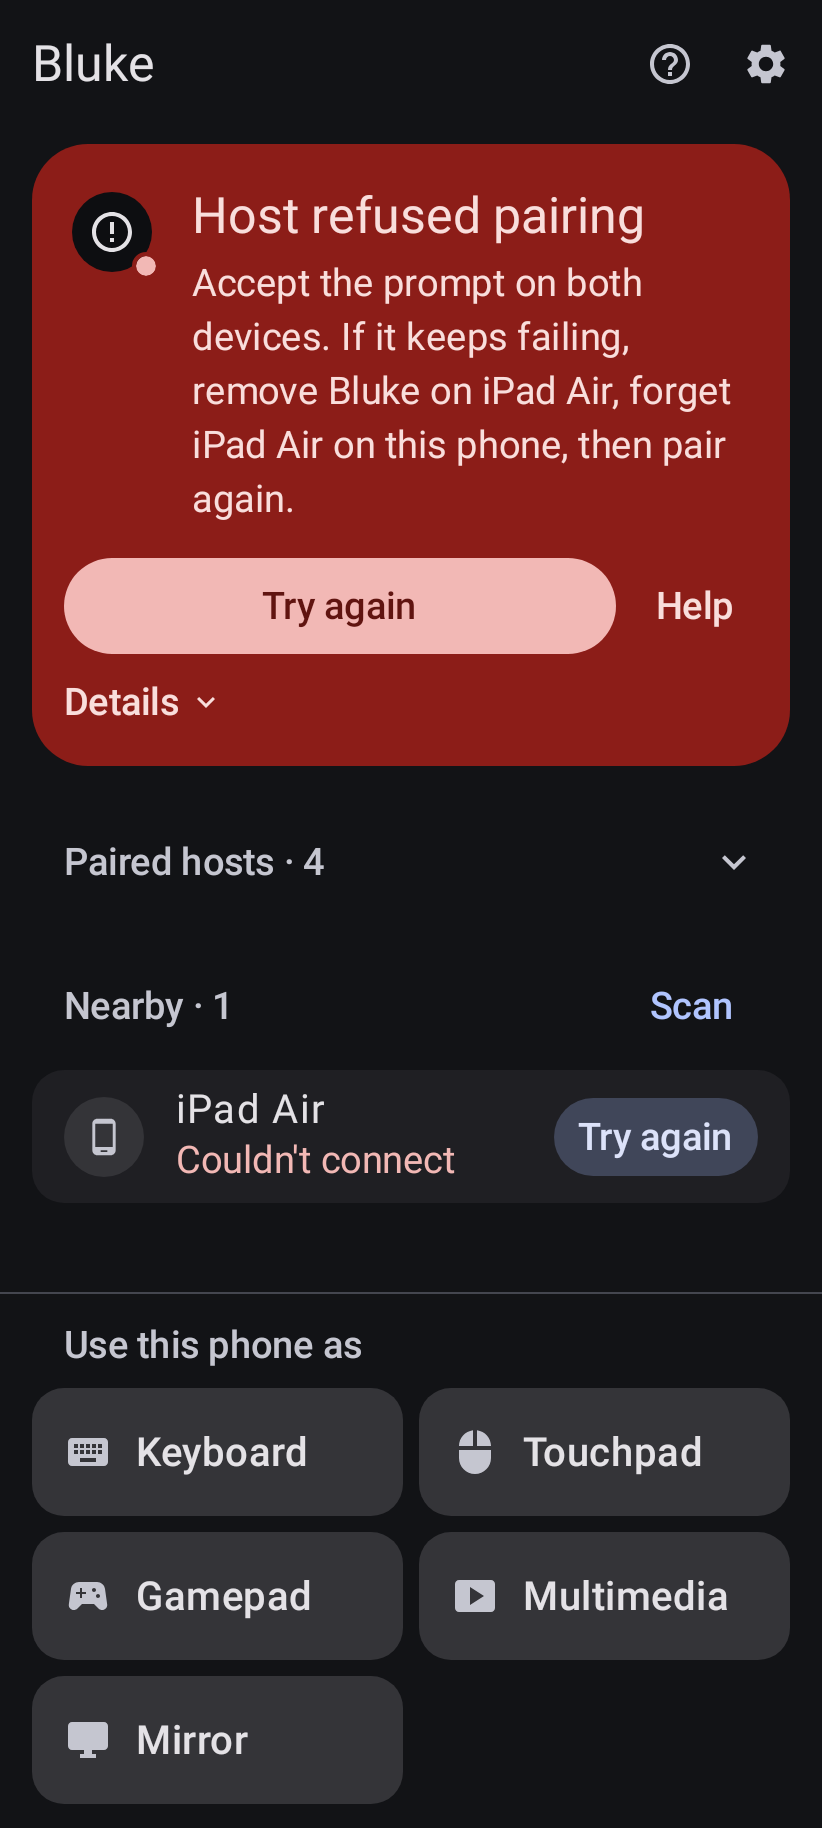 Bluke
Host refused pairing
Accept the prompt on both
devices. If it keeps failing,
remove Bluke on iPad Air, forget
iPad Air on this phone, then pair
again.
Try again
Help
Details
Paired hosts · 4
Nearby · 1
Scan
iPad Air
Couldn't connect
Try again
Use this phone as
Keyboard
Touchpad
Gamepad
Multimedia
Mirror